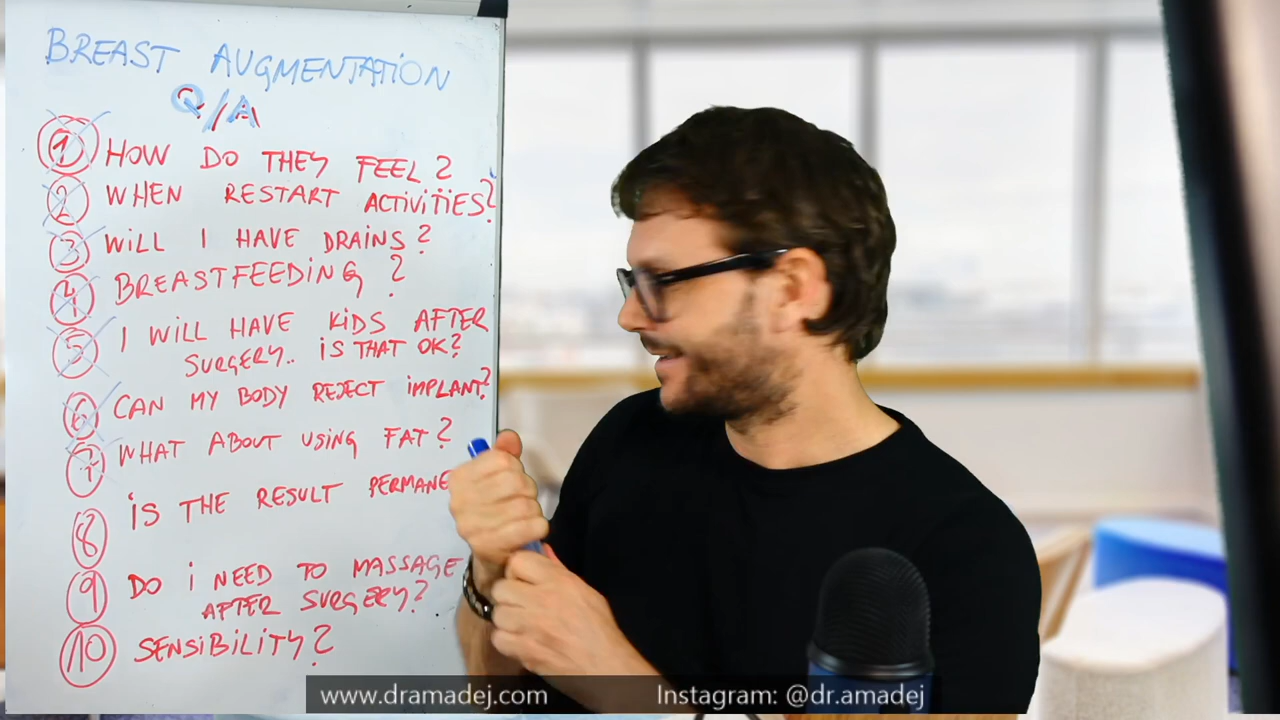 BREAST AUGMENTATION
Q/A
1 HOW DO THEY FEEL?
2 WHEN RESTART ACTIVITIES?
3 WILL I HAVE DRAINS?
4 BREASTFEEDING?
5 I WILL HAVE KIDS AFTER
SURGERY.. IS THAT OK?
6 CAN MY BODY REJECT IMPLANT?
7 WHAT ABOUT USING FAT?
8 IS THE RESULT PERMANE
9 DO I NEED TO MASSAGE
AFTER SURGERY?
10 SENSIBILITY?
www.dramadej.com Instagram: @dr.amadej